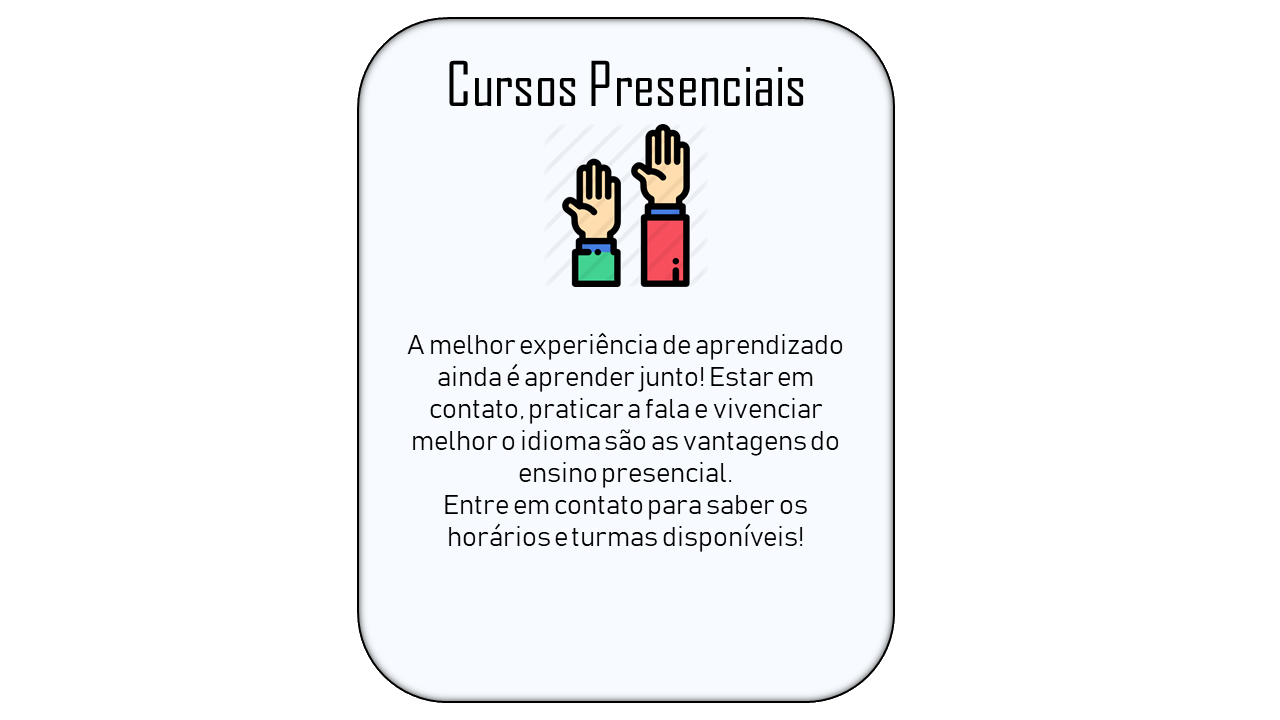 Cursos Presenciais
A melhor experiência de aprendizado
ainda é aprender junto! Estar em
contato, praticar a fala e vivenciar
melhor o idioma são as vantagens do
ensino presencial.
Entre em contato para saber os
horários e turmas disponíveis!